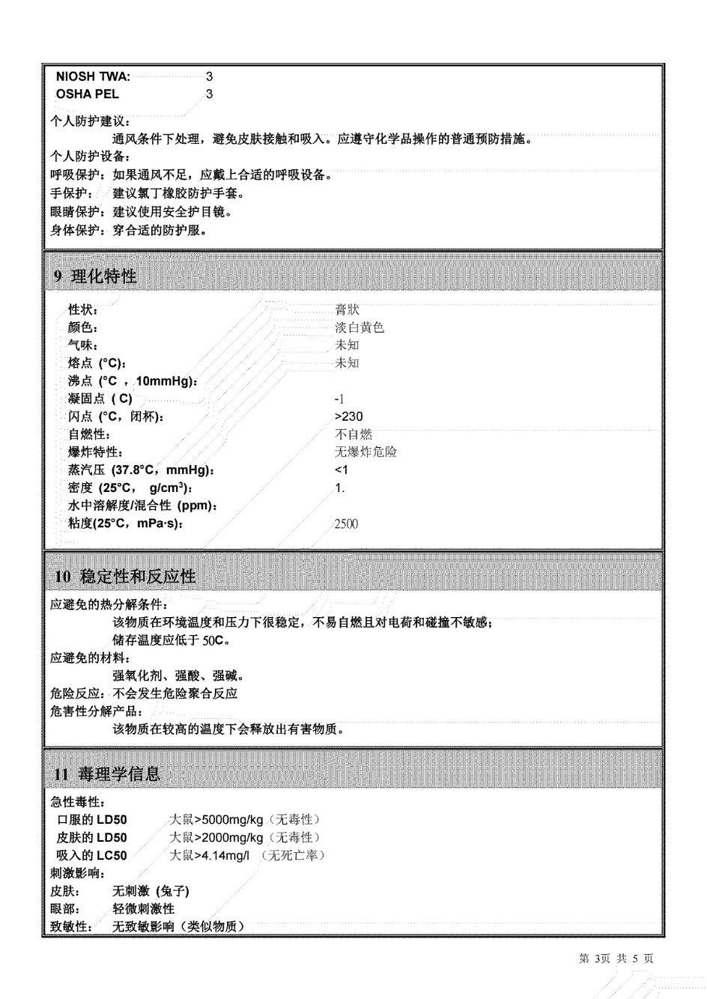 NIOSH TWA: 3
OSHA PEL 3
个人防护建议：
通风条件下处理，避免皮肤接触和吸入。应遵守化学品操作的普通预防措施。
个人防护设备：
呼吸保护：如果通风不足，应戴上合适的呼吸设备。
手保护： 建议氯丁橡胶防护手套。
眼睛保护：建议使用安全护目镜。
身体保护：穿合适的防护服。
9 理化特性
性状： 膏狀
颜色： 淡白黄色
气味： 未知
熔点 (°C)： 未知
沸点 (°C ，10mmHg)：
凝固点 ( C) -1
闪点 (°C，闭杯)： >230
自燃性： 不自燃
爆炸特性： 无爆炸危险
蒸汽压 (37.8°C，mmHg)： <1
密度 (25°C， g/cm³)： 1.
水中溶解度/混合性 (ppm)：
粘度(25°C，mPa·s)： 2500
10 稳定性和反应性
应避免的热分解条件：
该物质在环境温度和压力下很稳定，不易自燃且对电荷和碰撞不敏感；
储存温度应低于 50C。
应避免的材料：
强氧化剂、强酸、强碱。
危险反应：不会发生危险聚合反应
危害性分解产品：
该物质在较高的温度下会释放出有害物质。
11 毒理学信息
急性毒性：
口服的 LD50 大鼠>5000mg/kg（无毒性）
皮肤的 LD50 大鼠>2000mg/kg（无毒性）
吸入的 LC50 大鼠>4.14mg/l （无死亡率）
刺激影响：
皮肤： 无刺激 (兔子)
眼部： 轻微刺激性
致敏性： 无致敏影响（类似物质）
第 3页 共 5 页